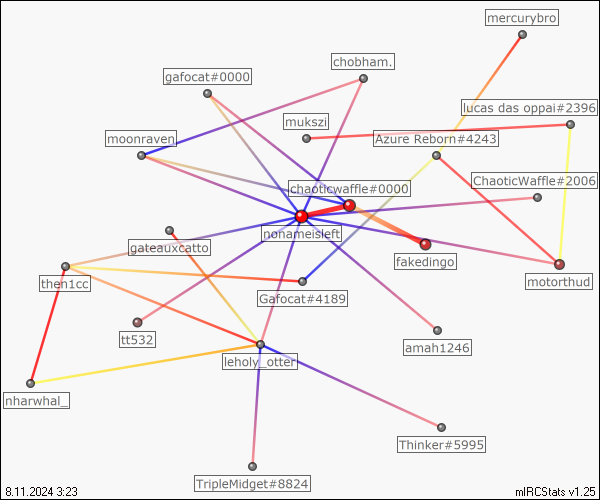 mercurybro
chobham.
gafocat#0000
lucas das oppai#2396
mukszi
moonraven
Azure Reborn#4243
ChaoticWaffle#2006
chaoticwaffle#0000
nonameisleft
gateauxcatto
fakedingo
then1cc
motorthud
Gafocat#4189
tt532
amah1246
leholy_otter
nharwhal_
Thinker#5995
TripleMidget#8824
8.11.2024 3:23
mIRCStats v1.25